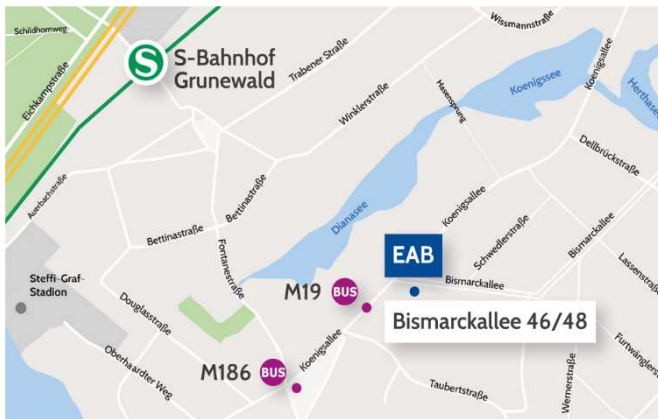 Schildhornweg
Eichkampstraße
S
S-Bahnhof
Grunewald
Trabener Straße
Wissmannstraße
Koenigsallee
Koenigssee
Herthasee
Winklerstraße
Hasensprung
Dellbrückstraße
Auerbachstraße
Bettinastraße
Bettinastraße
Dianasee
Koenigsallee
Schwedlerstraße
Bismarckallee
Lassenstraße
Fontanestraße
EAB
Bismarckallee
Steffi-Graf-
Stadion
M19
BUS
Bismarckallee 46/48
Douglasstraße
Koenigsallee
Furtwänglerstr
Oberhaardter Weg
M186
BUS
Taubertstraße
Wernerstraße